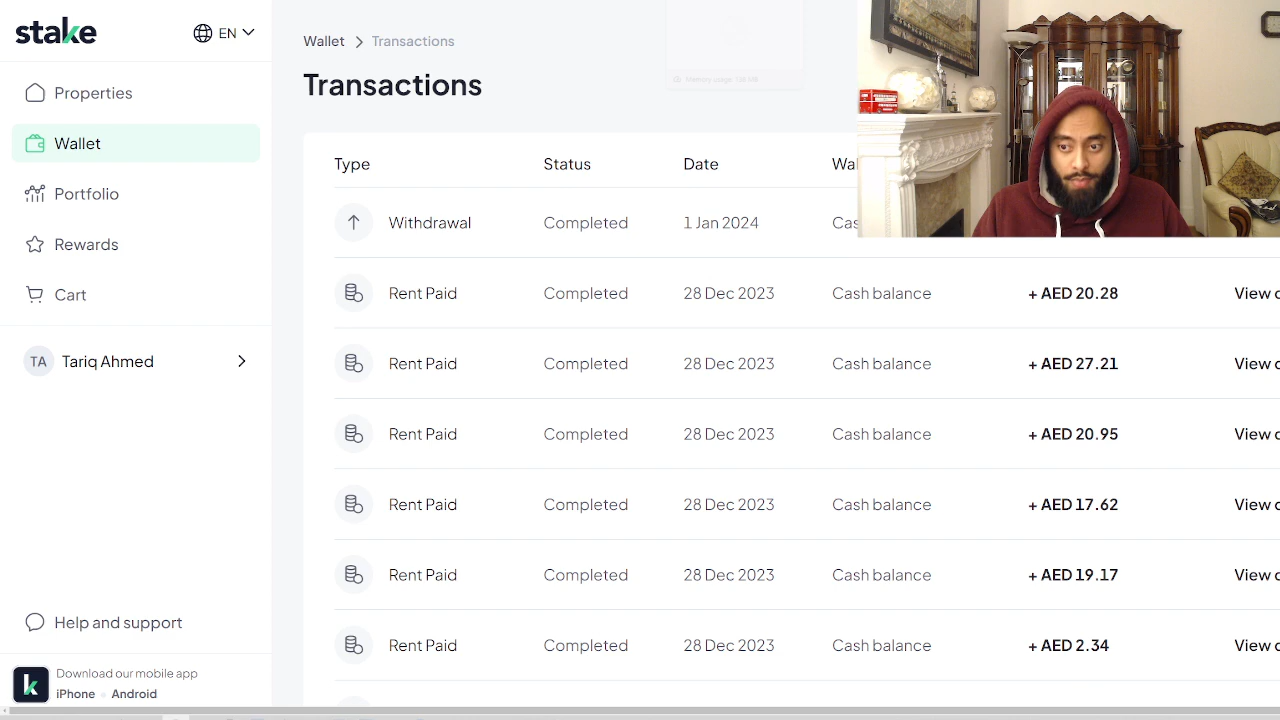 stake
EN
Properties
Wallet
Portfolio
Rewards
Cart
TA Tariq Ahmed
Help and support
Download our mobile app
iPhone • Android
Wallet > Transactions
Memory usage: 138 MB
Transactions
Type Status Date Wal
Withdrawal Completed 1 Jan 2024 Cas
Rent Paid Completed 28 Dec 2023 Cash balance + AED 20.28 View d
Rent Paid Completed 28 Dec 2023 Cash balance + AED 27.21 View d
Rent Paid Completed 28 Dec 2023 Cash balance + AED 20.95 View d
Rent Paid Completed 28 Dec 2023 Cash balance + AED 17.62 View d
Rent Paid Completed 28 Dec 2023 Cash balance + AED 19.17 View d
Rent Paid Completed 28 Dec 2023 Cash balance + AED 2.34 View d